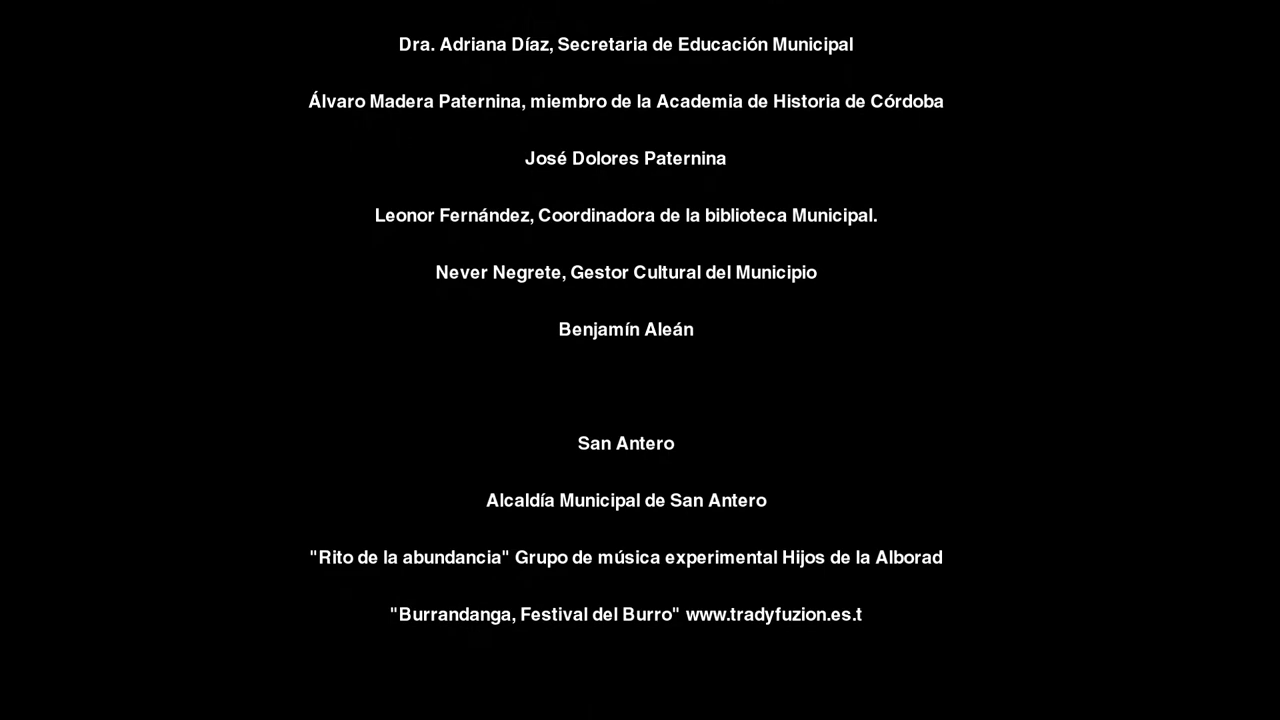 Dra. Adriana Díaz, Secretaria de Educación Municipal
Álvaro Madera Paternina, miembro de la Academia de Historia de Córdoba
José Dolores Paternina
Leonor Fernández, Coordinadora de la biblioteca Municipal.
Never Negrete, Gestor Cultural del Municipio
Benjamín Aleán
San Antero
Alcaldía Municipal de San Antero
"Rito de la abundancia" Grupo de música experimental Hijos de la Alborad
"Burrandanga, Festival del Burro" www.tradyfuzion.es.t